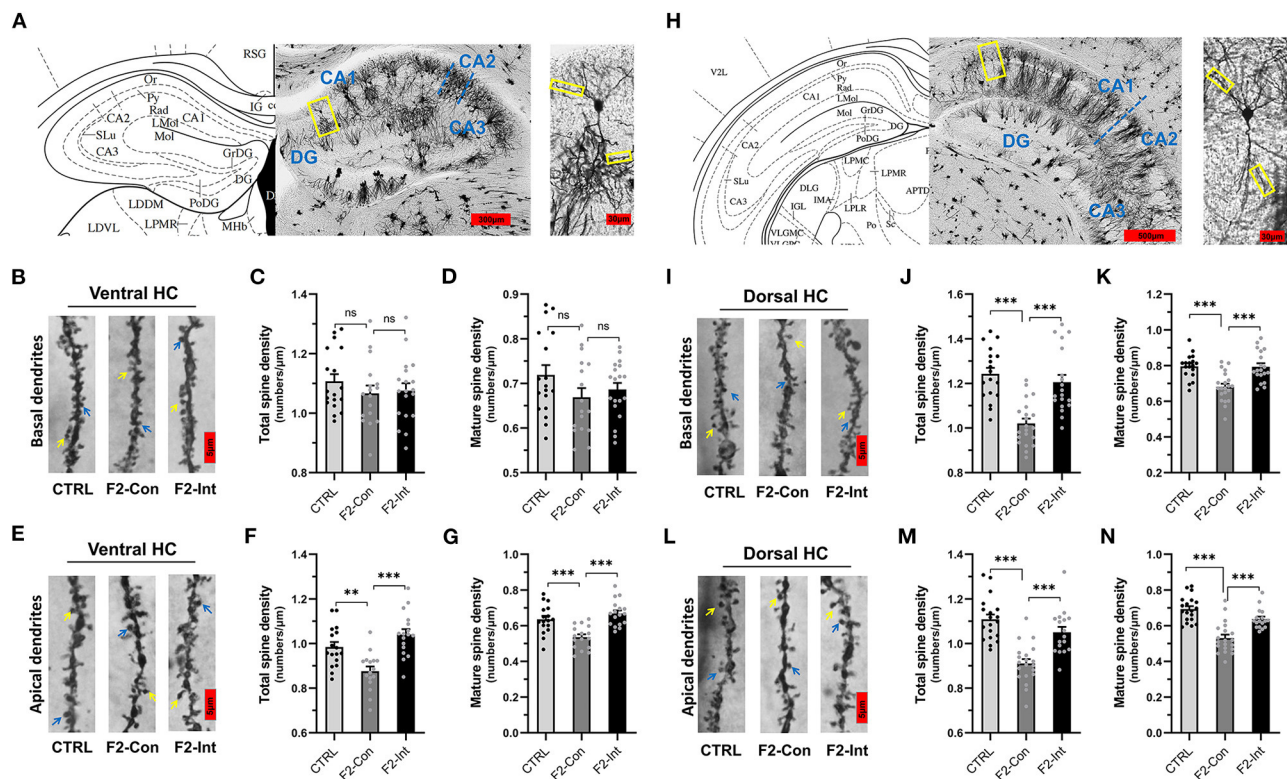 A
RSG
Or
Py
Rad
LMol
Mol
CA2
CA1
IG
SLu
CA3
GrDG
DG
PoDG
LDDM
LDVL
LPMR
MHb
CA1
CA2
CA3
DG
300μm
30μm
H
V2L
Or
Py
Rad
LMol
CA1
Mol
GrDG
DG
PoDG
CA2
SLu
CA3
LPMC
LPMR
DLG
IGL
IMA
LPLR
APTD
VLGMC
Po
Sc
CA1
CA2
CA3
DG
500μm
30μm
B
Ventral HC
Basal dendrites
5μm
CTRL
F2-Con
F2-Int
C
Total spine density
(numbers/μm)
1.4
1.2
1.0
0.8
ns
ns
CTRL
F2-Con
F2-Int
D
Mature spine density
(numbers/μm)
0.9
0.8
0.7
0.6
0.5
ns
ns
CTRL
F2-Con
F2-Int
I
Dorsal HC
Basal dendrites
5μm
CTRL
F2-Con
F2-Int
J
Total spine density
(numbers/μm)
1.6
1.4
1.2
1.0
0.8
***
***
CTRL
F2-Con
F2-Int
K
Mature spine density
(numbers/μm)
1.2
1.0
0.8
0.6
0.4
0.2
***
***
CTRL
F2-Con
F2-Int
E
Ventral HC
Apical dendrites
5μm
CTRL
F2-Con
F2-Int
F
Total spine density
(numbers/μm)
1.4
1.2
1.0
0.8
0.6
**
***
CTRL
F2-Con
F2-Int
G
Mature spine density
(numbers/μm)
1.0
0.8
0.6
0.4
0.2
0.0
***
***
CTRL
F2-Con
F2-Int
L
Dorsal HC
Apical dendrites
5μm
CTRL
F2-Con
F2-Int
M
Total spine density
(numbers/μm)
1.4
1.2
1.0
0.8
0.6
***
***
CTRL
F2-Con
F2-Int
N
Mature spine density
(numbers/μm)
1.0
0.8
0.6
0.4
0.2
0.0
***
***
CTRL
F2-Con
F2-Int